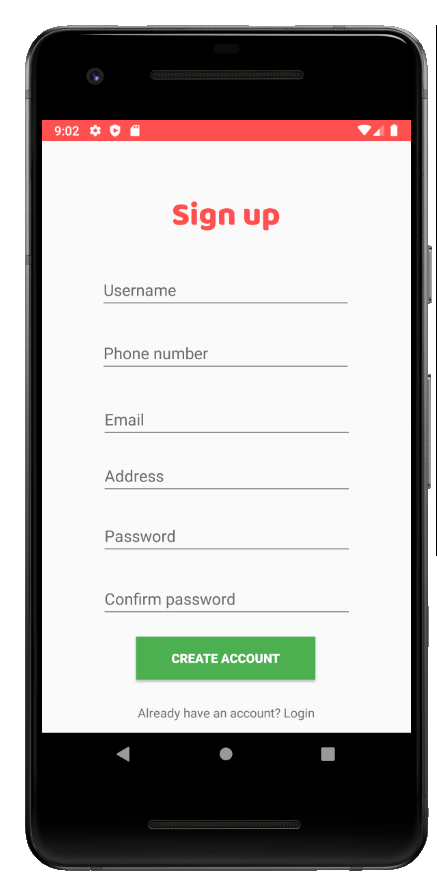 9:02
Sign up
Username
Phone number
Email
Address
Password
Confirm password
CREATE ACCOUNT
Already have an account? Login